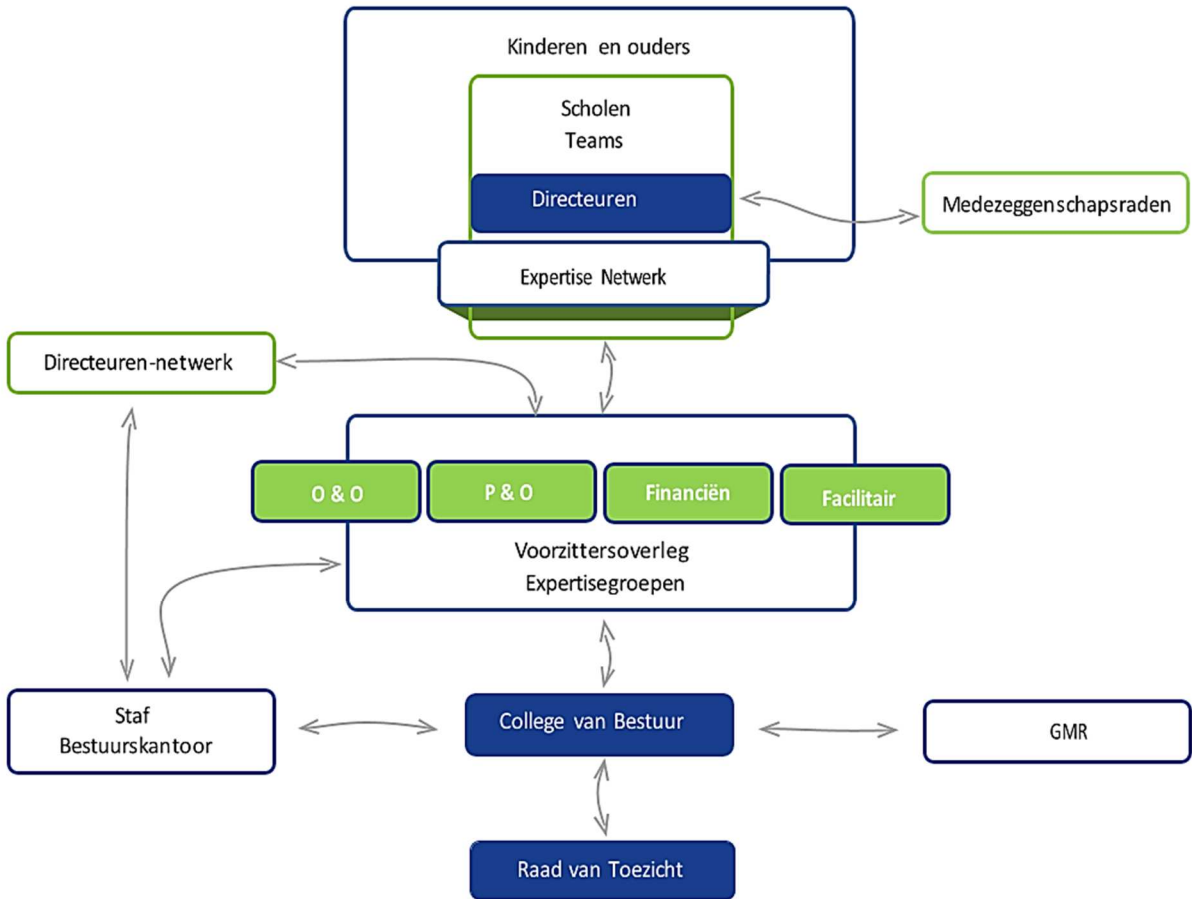 Kinderen en ouders
Scholen
Teams
Directeuren
Medezeggenschapsraden
Expertise Netwerk
Directeuren-netwerk
O & O
P & O
Financiën
Facilitair
Voorzittersoverleg
Expertisegroepen
Staf
Bestuurskantoor
College van Bestuur
GMR
Raad van Toezicht